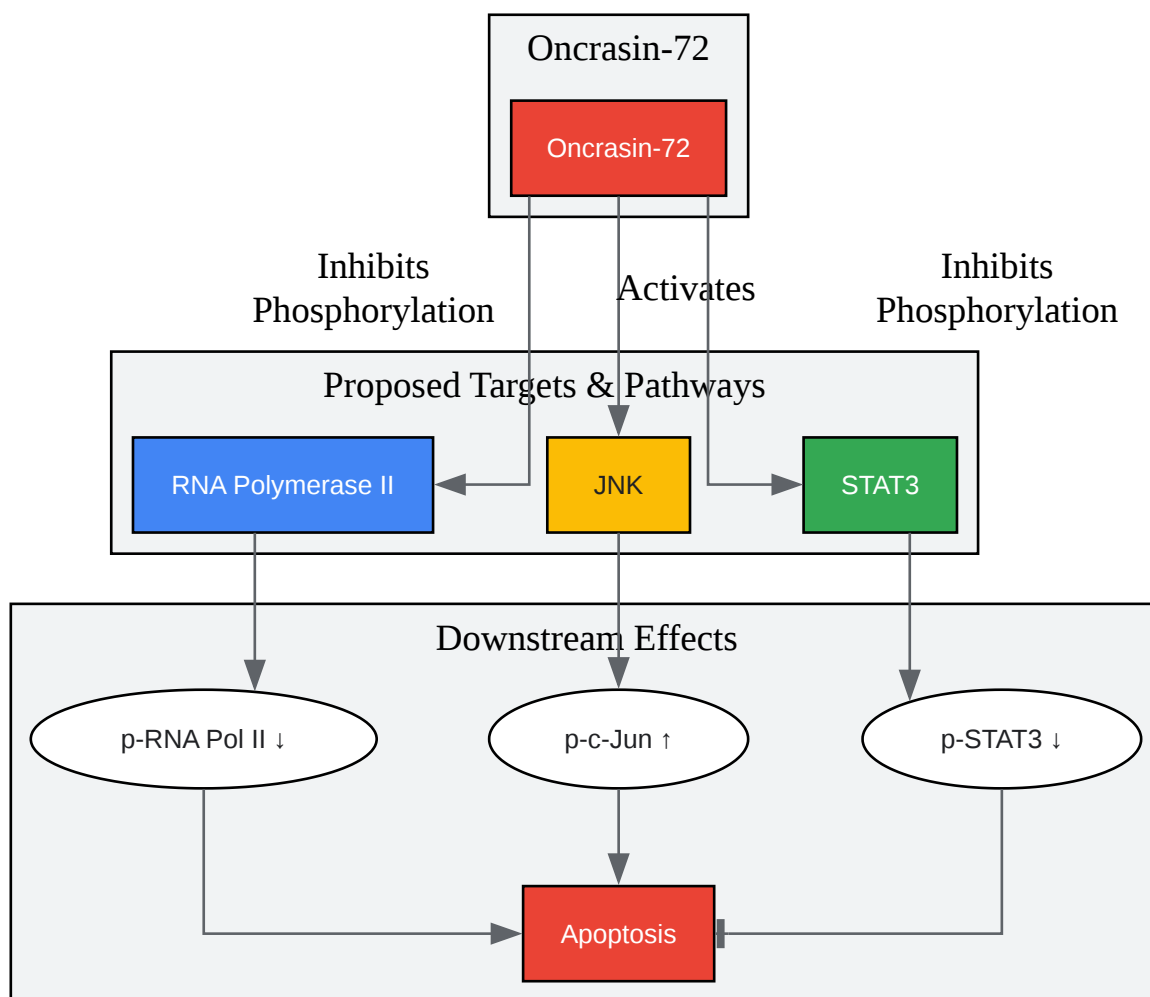 Oncrasin-72
Oncrasin-72
Inhibits
Phosphorylation
Activates
Inhibits
Phosphorylation
Proposed Targets & Pathways
RNA Polymerase II
JNK
STAT3
Downstream Effects
p-RNA Pol II ↓
p-c-Jun ↑
p-STAT3 ↓
Apoptosis